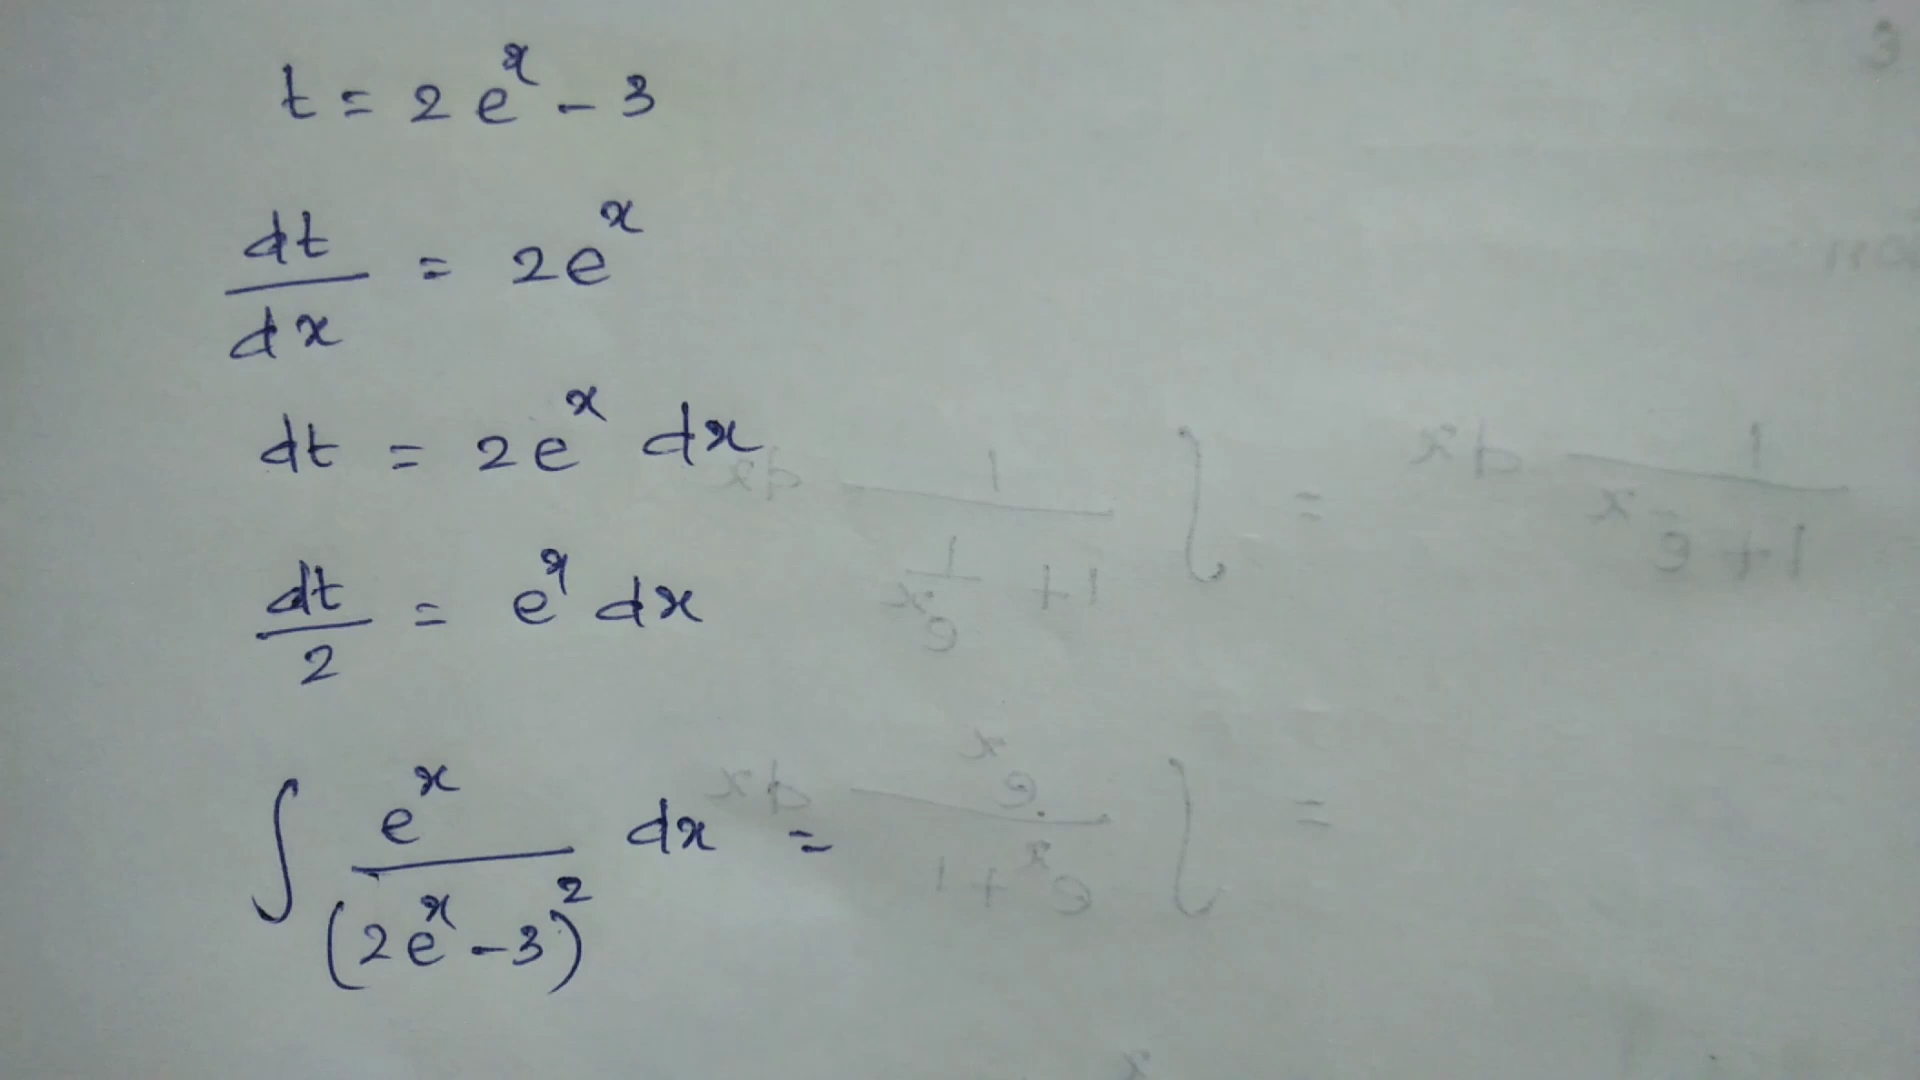 t = 2e^x - 3
dt/dx = 2e^x
dt = 2e^x dx
dt/2 = e^x dx
∫ e^x/(2e^x - 3)^2 dx =